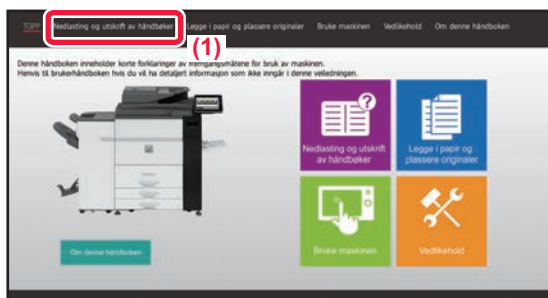 TOPP
Nedlasting og utskrift av håndbøker
Legge i papir og plassere originaler
Bruke maskinen
Vedlikehold
Om denne håndboken
(1)
Denne håndboken inneholder korte forklaringer av fremgangsmåtene for bruk av maskinen.
Henvis til brukerhåndboken hvis du vil ha detaljert informasjon som ikke inngår i denne veiledningen.
Nedlasting og utskrift
av håndbøker
Legge i papir og
plassere originaler
Bruke maskinen
Vedlikehold
Om denne håndboken